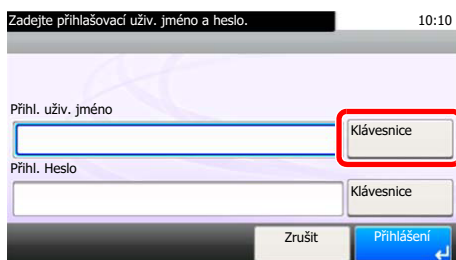 Zadejte přihlašovací uživ. jméno a heslo. 10:10
Přihl. uživ. jméno
Klávesnice
Přihl. Heslo
Klávesnice
Zrušit Přihlášení